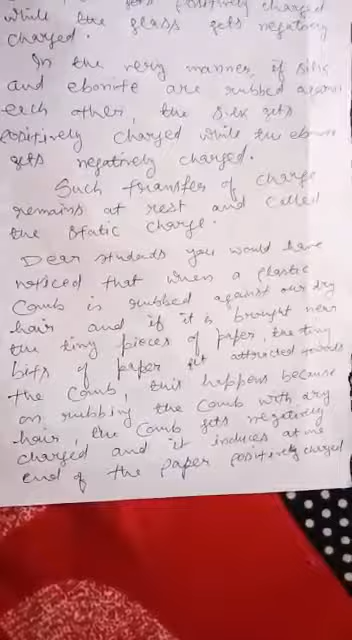 gets positively charged
while the glass gets negatively
charged.
In the very manner, if silk
and ebonite are rubbed again
each other, the silk gets
positively charged while the
gets negatively charged.
Such transfer of charge
remains at rest and called
the static charge.
Dear students you would have
noticed that when a plastic
Comb is rubbed against our dry
hair and if it is brought near
the tiny pieces of paper, the tiny
bits of paper get attracted towards
the Comb, this happens because
on rubbing the Comb with dry
hair, the Comb gets negatively
charged and it induces at one
end of the paper positively charged